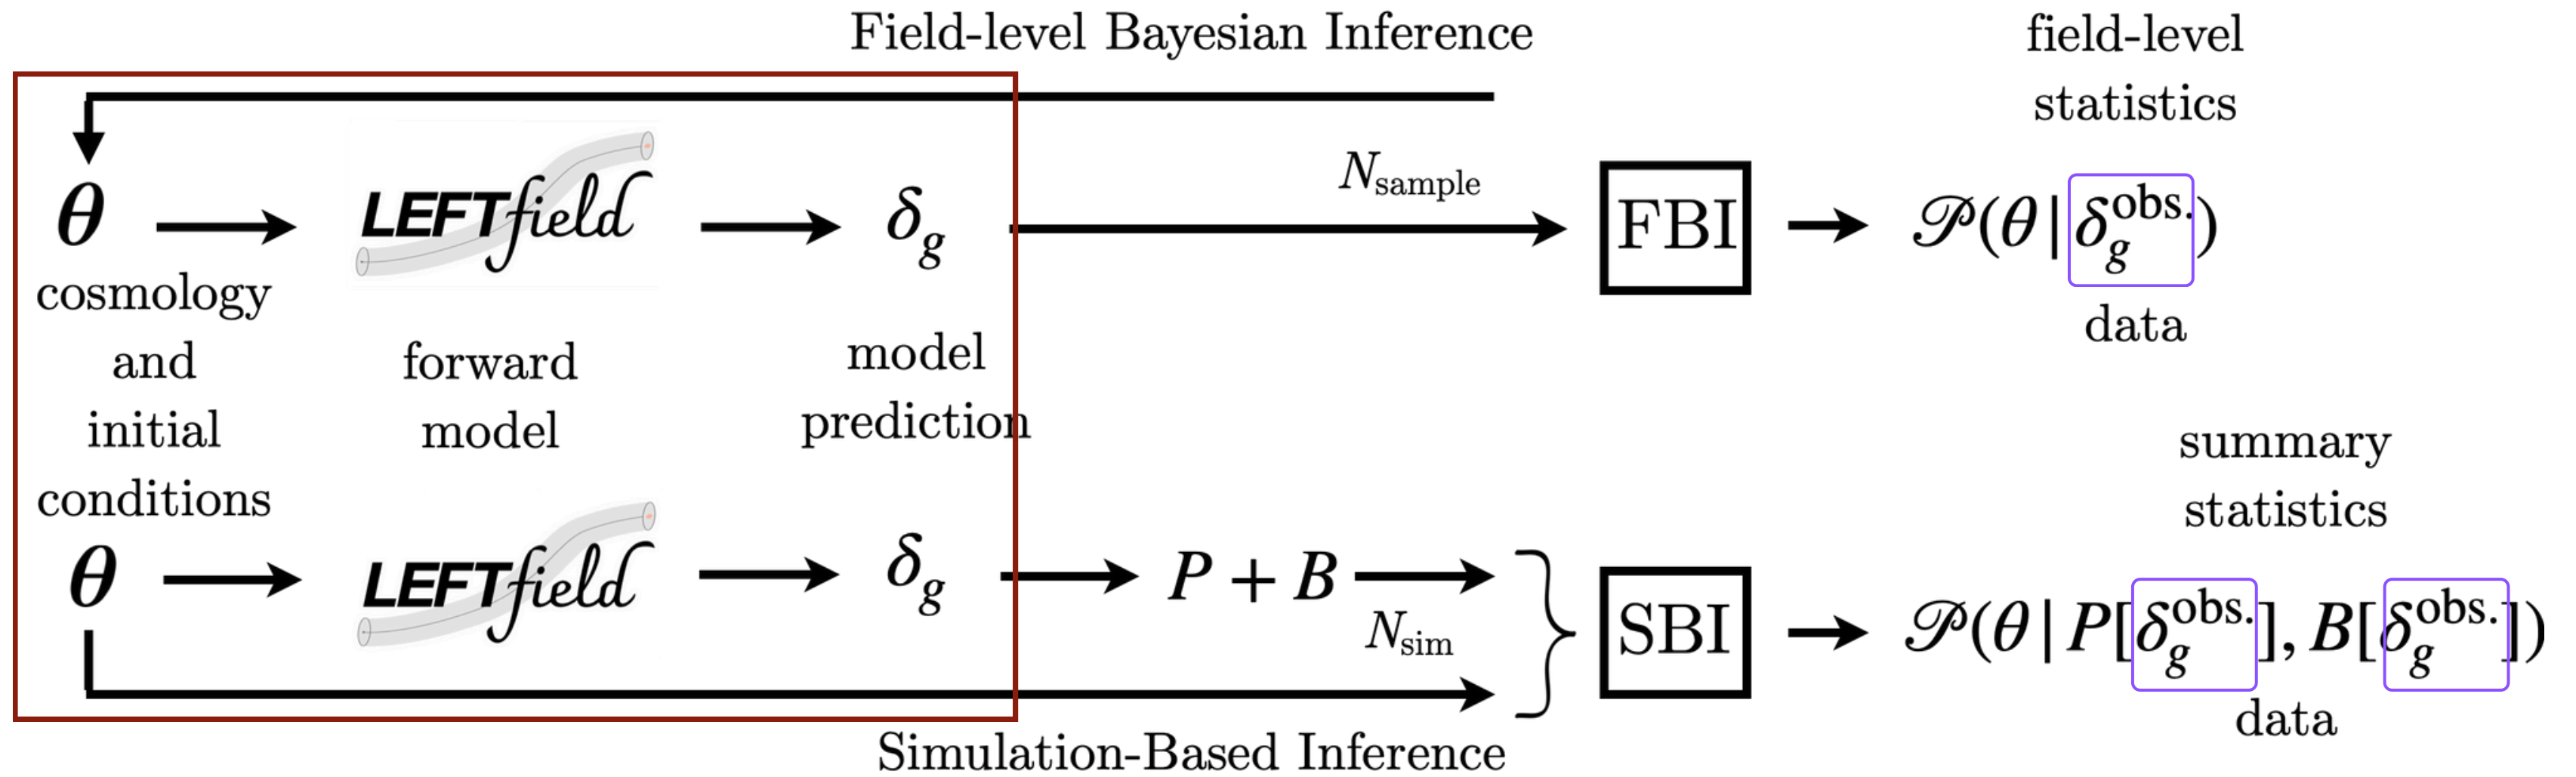 Field-level Bayesian Inference
field-level
statistics
N_sample
θ
LEFTfield
δ_g
FBI
𝒫(θ|δ_g^obs.)
cosmology
and
initial
conditions
forward
model
model
prediction
data
summary
statistics
θ
LEFTfield
δ_g
P + B
N_sim
SBI
𝒫(θ|P[δ_g^obs.], B[δ_g^obs.])
data
Simulation-Based Inference